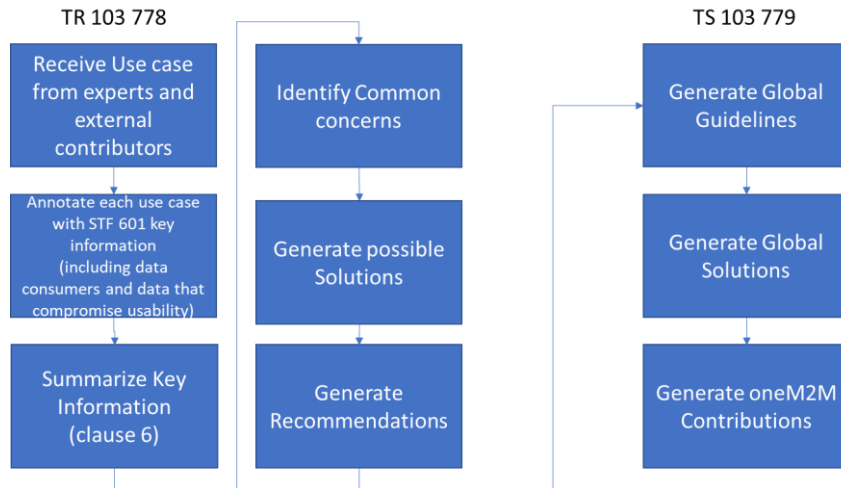 TR 103 778
Receive Use case
from experts and
external
contributors
Annotate each use case
with STF 601 key
information
(including data
consumers and data that
compromise usability)
Summarize Key
Information
(clause 6)
Identify Common
concerns
Generate possible
Solutions
Generate
Recommendations
TS 103 779
Generate Global
Guidelines
Generate Global
Solutions
Generate oneM2M
Contributions